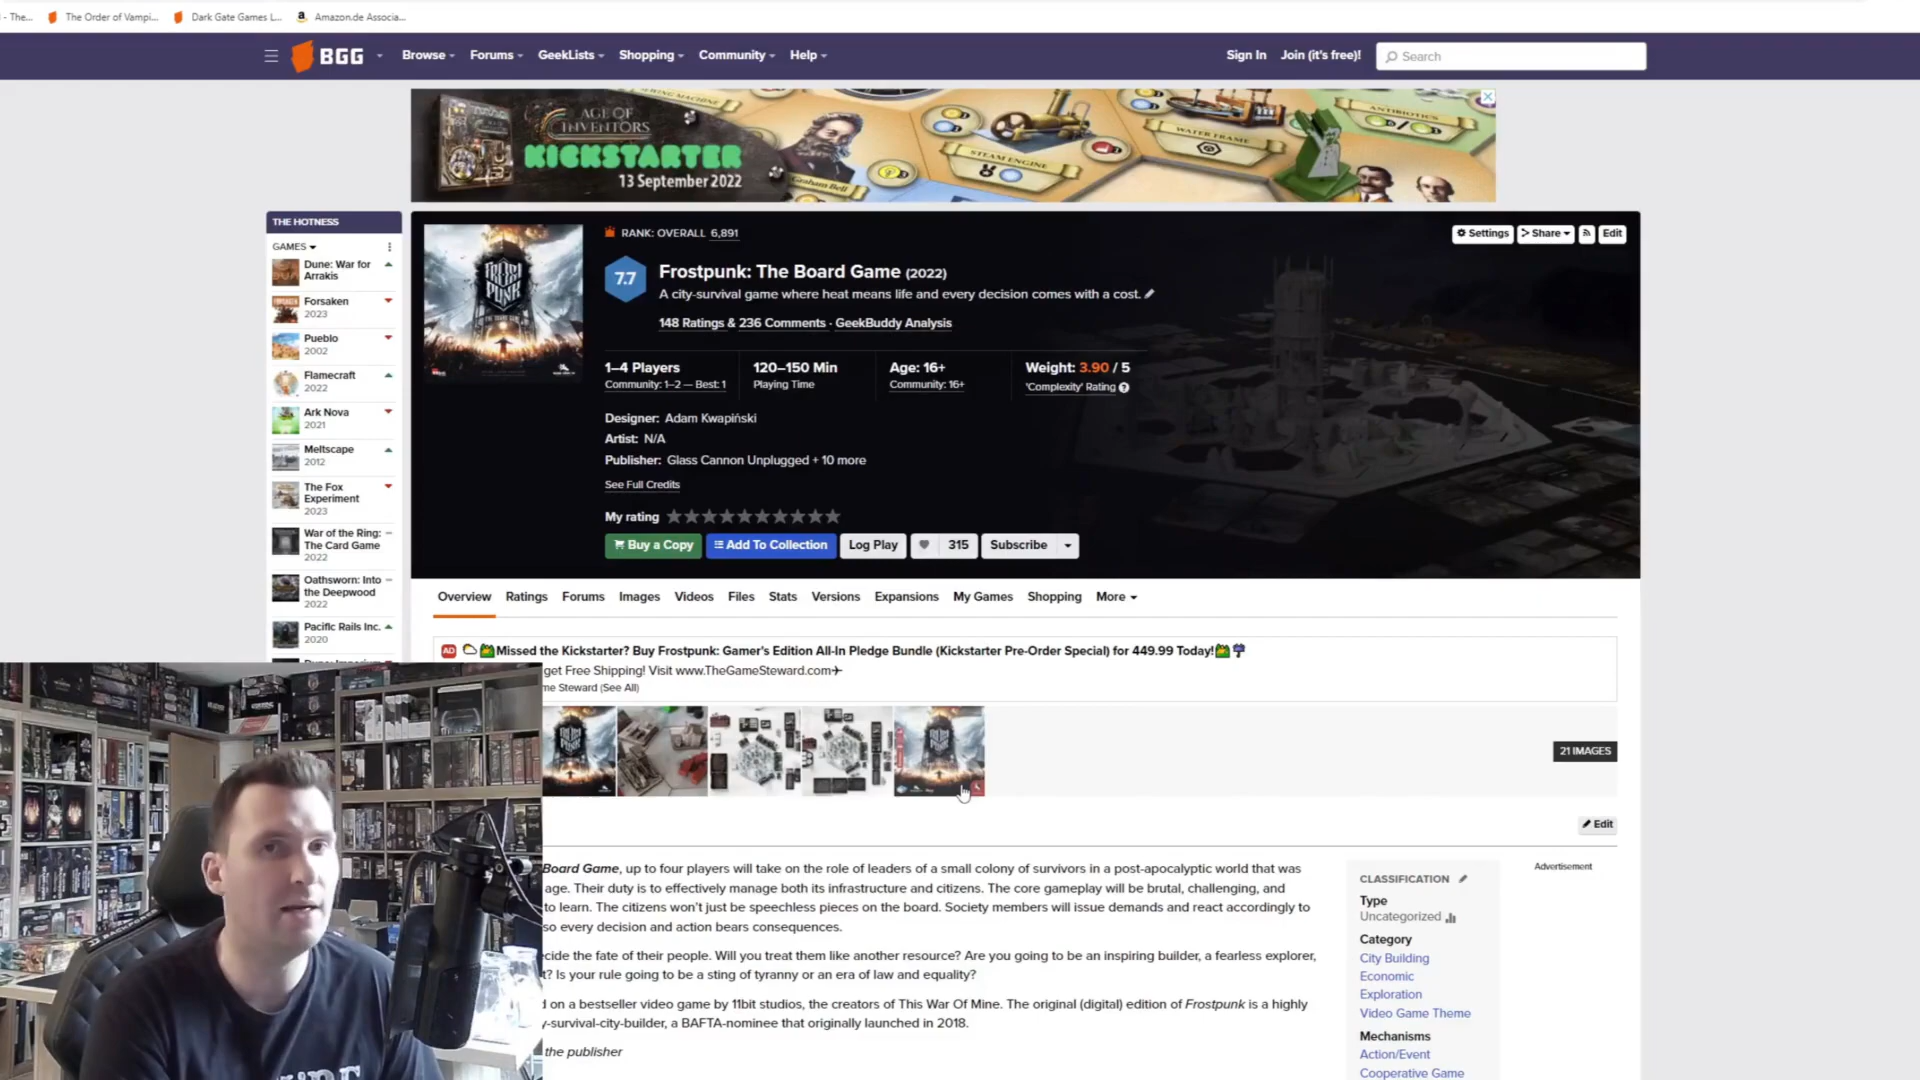 - The...
The Order of Vampi...
Dark Gate Games L...
Amazon.de Associa...
BGG
Browse
Forums
GeekLists
Shopping
Community
Help
Sign In
Join (it's free)!
Search
AGE OF
INVENTORS
KICKSTARTER
13 September 2022
Graham Bell
STEAM ENGINE
WATER FRAME
ANTIBIOTICS
THE HOTNESS
GAMES
Dune: War for
Arrakis
Forsaken
2023
Pueblo
2002
Flamecraft
2022
Ark Nova
2021
Meltscape
2012
The Fox
Experiment
2023
War of the Ring:
The Card Game
2022
Oathsworn: Into
the Deepwood
2022
Pacific Rails Inc.
2020
FROST
PUNK
THE BOARD GAME
RANK: OVERALL 6,891
Settings
Share
Edit
7.7
Frostpunk: The Board Game (2022)
A city-survival game where heat means life and every decision comes with a cost.
148 Ratings & 236 Comments · GeekBuddy Analysis
1–4 Players
Community: 1–2 — Best: 1
120–150 Min
Playing Time
Age: 16+
Community: 16+
Weight: 3.90 / 5
'Complexity' Rating
Designer: Adam Kwapiński
Artist: N/A
Publisher: Glass Cannon Unplugged + 10 more
See Full Credits
My rating
Buy a Copy
Add To Collection
Log Play
315
Subscribe
Overview
Ratings
Forums
Images
Videos
Files
Stats
Versions
Expansions
My Games
Shopping
More
AD Missed the Kickstarter? Buy Frostpunk: Gamer's Edition All-In Pledge Bundle (Kickstarter Pre-Order Special) for 449.99 Today!
get Free Shipping! Visit www.TheGameSteward.com
me Steward (See All)
21 IMAGES
Edit
Board Game, up to four players will take on the role of leaders of a small colony of survivors in a post-apocalyptic world that was
age. Their duty is to effectively manage both its infrastructure and citizens. The core gameplay will be brutal, challenging, and
to learn. The citizens won't just be speechless pieces on the board. Society members will issue demands and react accordingly to
so every decision and action bears consequences.
cide the fate of their people. Will you treat them like another resource? Are you going to be an inspiring builder, a fearless explorer,
t? Is your rule going to be a sting of tyranny or an era of law and equality?
d on a bestseller video game by 11bit studios, the creators of This War Of Mine. The original (digital) edition of Frostpunk is a highly
y-survival-city-builder, a BAFTA-nominee that originally launched in 2018.
the publisher
CLASSIFICATION
Type
Uncategorized
Category
City Building
Economic
Exploration
Video Game Theme
Mechanisms
Action/Event
Cooperative Game
Advertisement